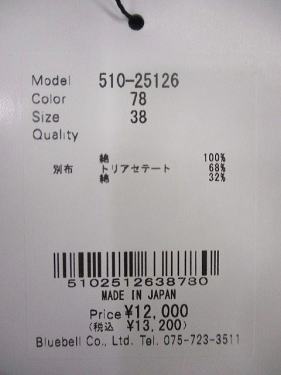 Model 510-25126
Color 78
Size 38
Quality
綿 100%
別布 トリアセテート 68%
綿 32%
5102512638780
MADE IN JAPAN
Price ¥12,000
(税込 ¥13,200)
Bluebell Co., Ltd. Tel. 075-723-3511